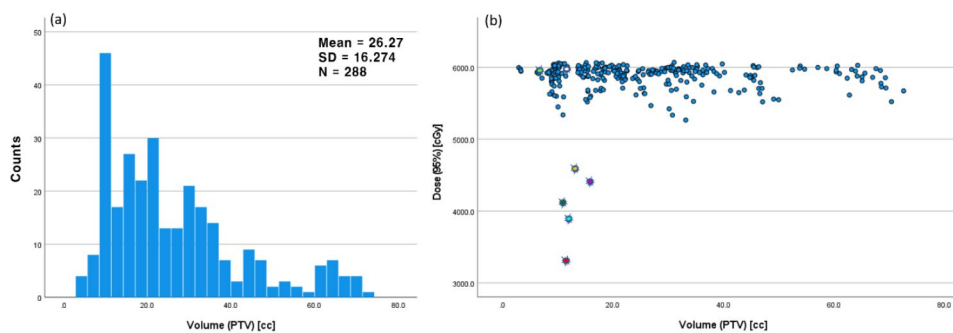 (a)
Mean = 26.27
SD = 16.274
N = 288
Counts
50
40
30
20
10
0
.0 20.0 40.0 60.0 80.0
Volume (PTV) [cc]
(b)
Dose (95%) [cGy]
6000.0
5000.0
4000.0
3000.0
.0 20.0 40.0 60.0 80.0
Volume (PTV) [cc]